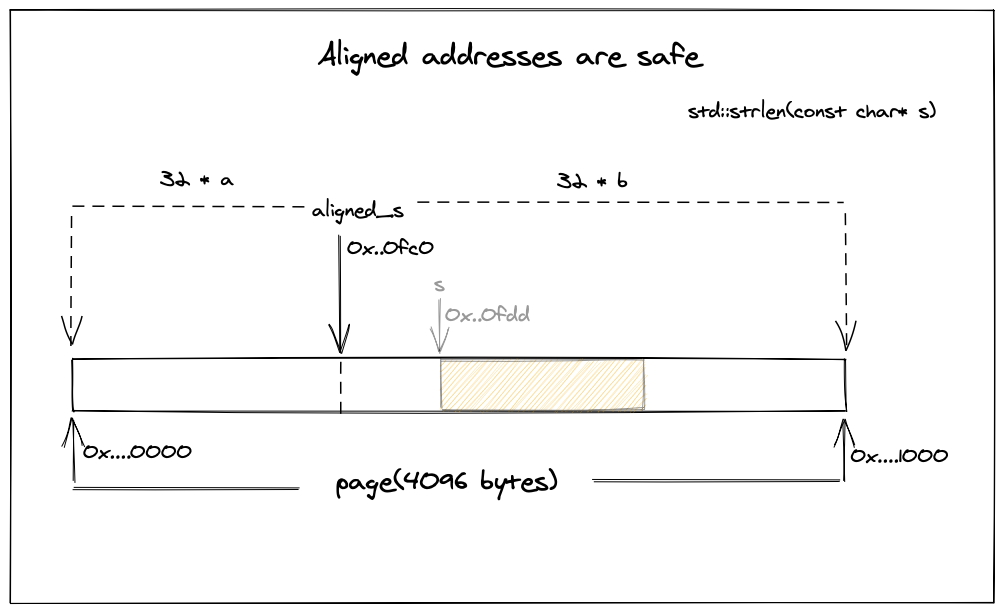 Aligned addresses are safe
std::strlen(const char* s)
32 * a
32 * b
aligned_s
0x..0fc0
s
0x..0fdd
0x....0000
0x....1000
page(4096 bytes)